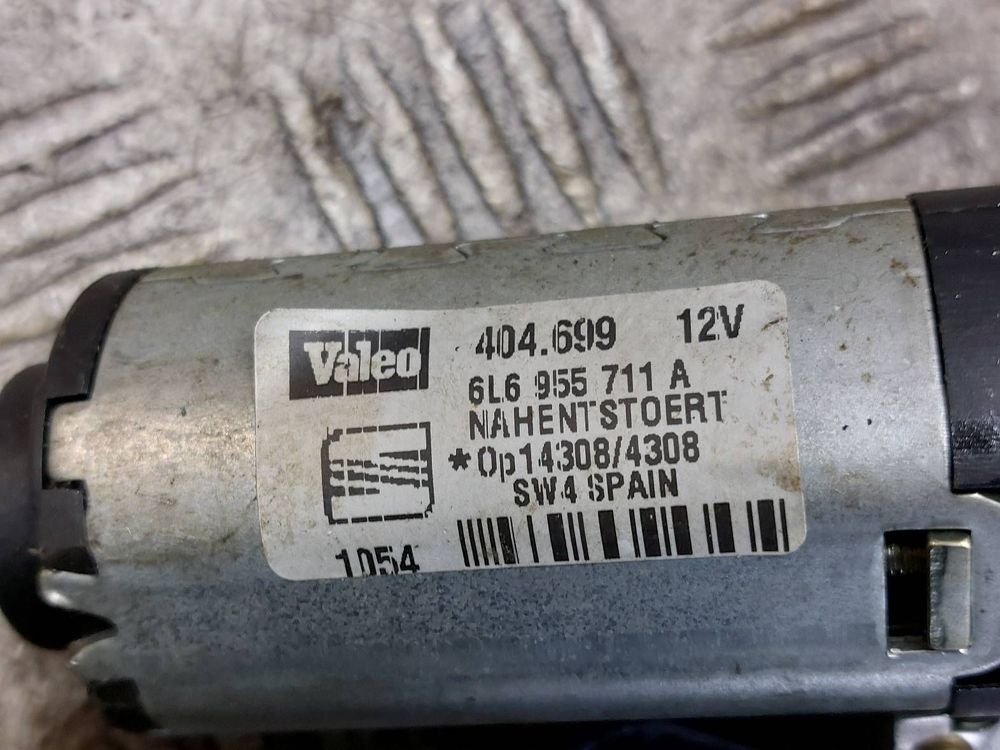 Valeo
404.699 12V
6L6 955 711 A
NAHENTSTOERT
*Op14308/4308
SW4 SPAIN
1054